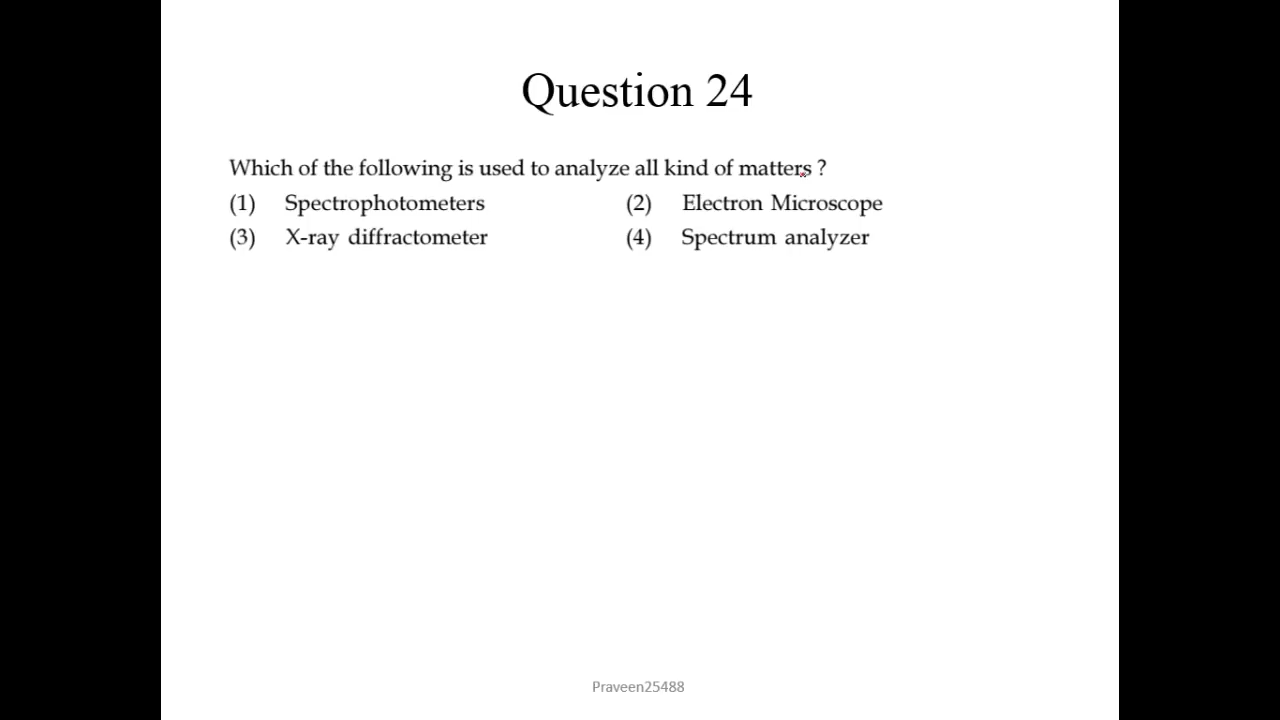 Question 24
Which of the following is used to analyze all kind of matters ?
(1) Spectrophotometers (2) Electron Microscope
(3) X-ray diffractometer (4) Spectrum analyzer
Praveen25488